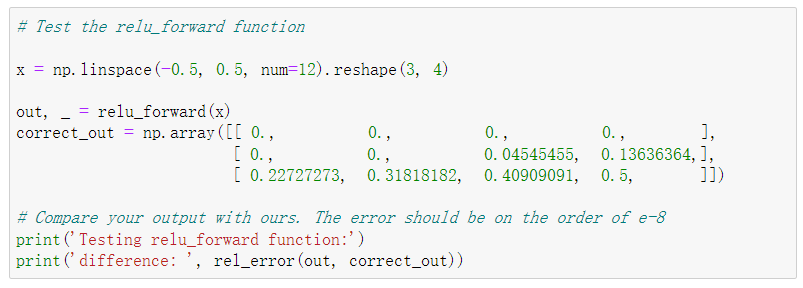 # Test the relu_forward function
x = np.linspace(-0.5, 0.5, num=12).reshape(3, 4)
out, _ = relu_forward(x)
correct_out = np.array([[ 0.,          0.,          0.,          0.,        ],
                        [ 0.,          0.,          0.04545455,  0.13636364,],
                        [ 0.22727273,  0.31818182,  0.40909091,  0.5,       ]])
# Compare your output with ours. The error should be on the order of e-8
print('Testing relu_forward function:')
print('difference: ', rel_error(out, correct_out))